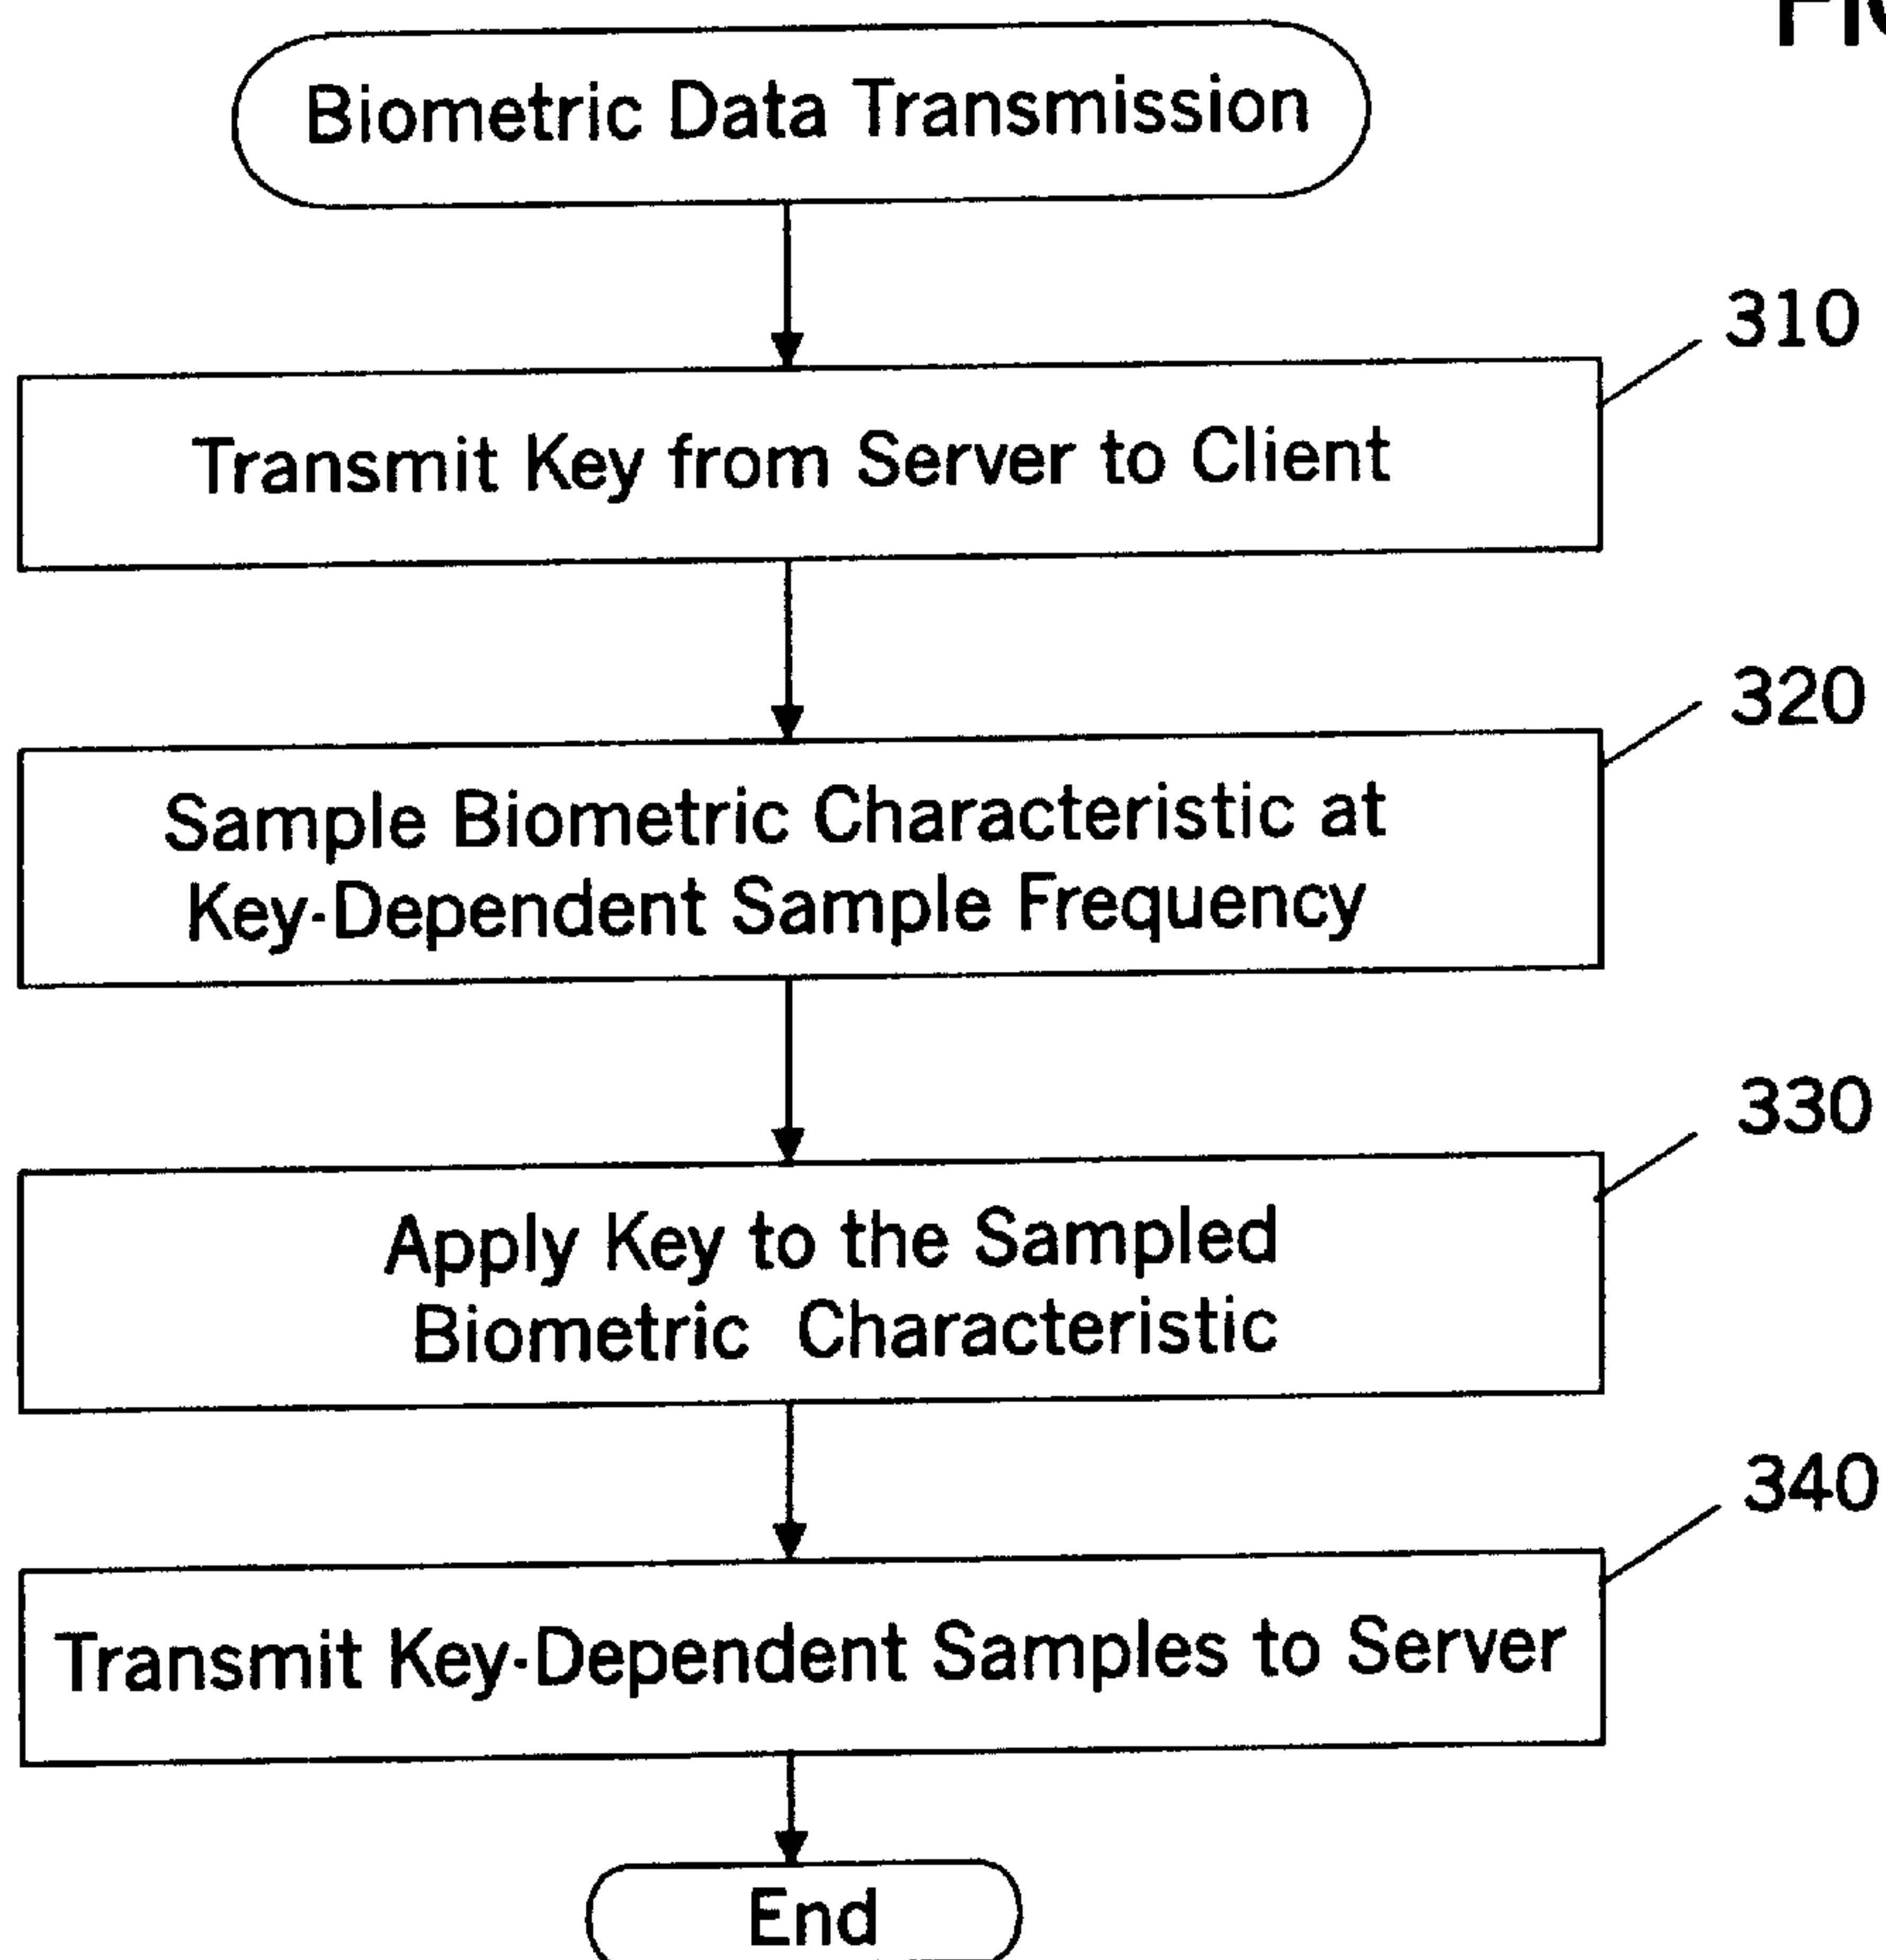 Biometric Data Transmission
310
Transmit Key from Server to Client
320
Sample Biometric Characteristic at
Key-Dependent Sample Frequency
330
Apply Key to the Sampled
Biometric Characteristic
340
Transmit Key-Dependent Samples to Server
End